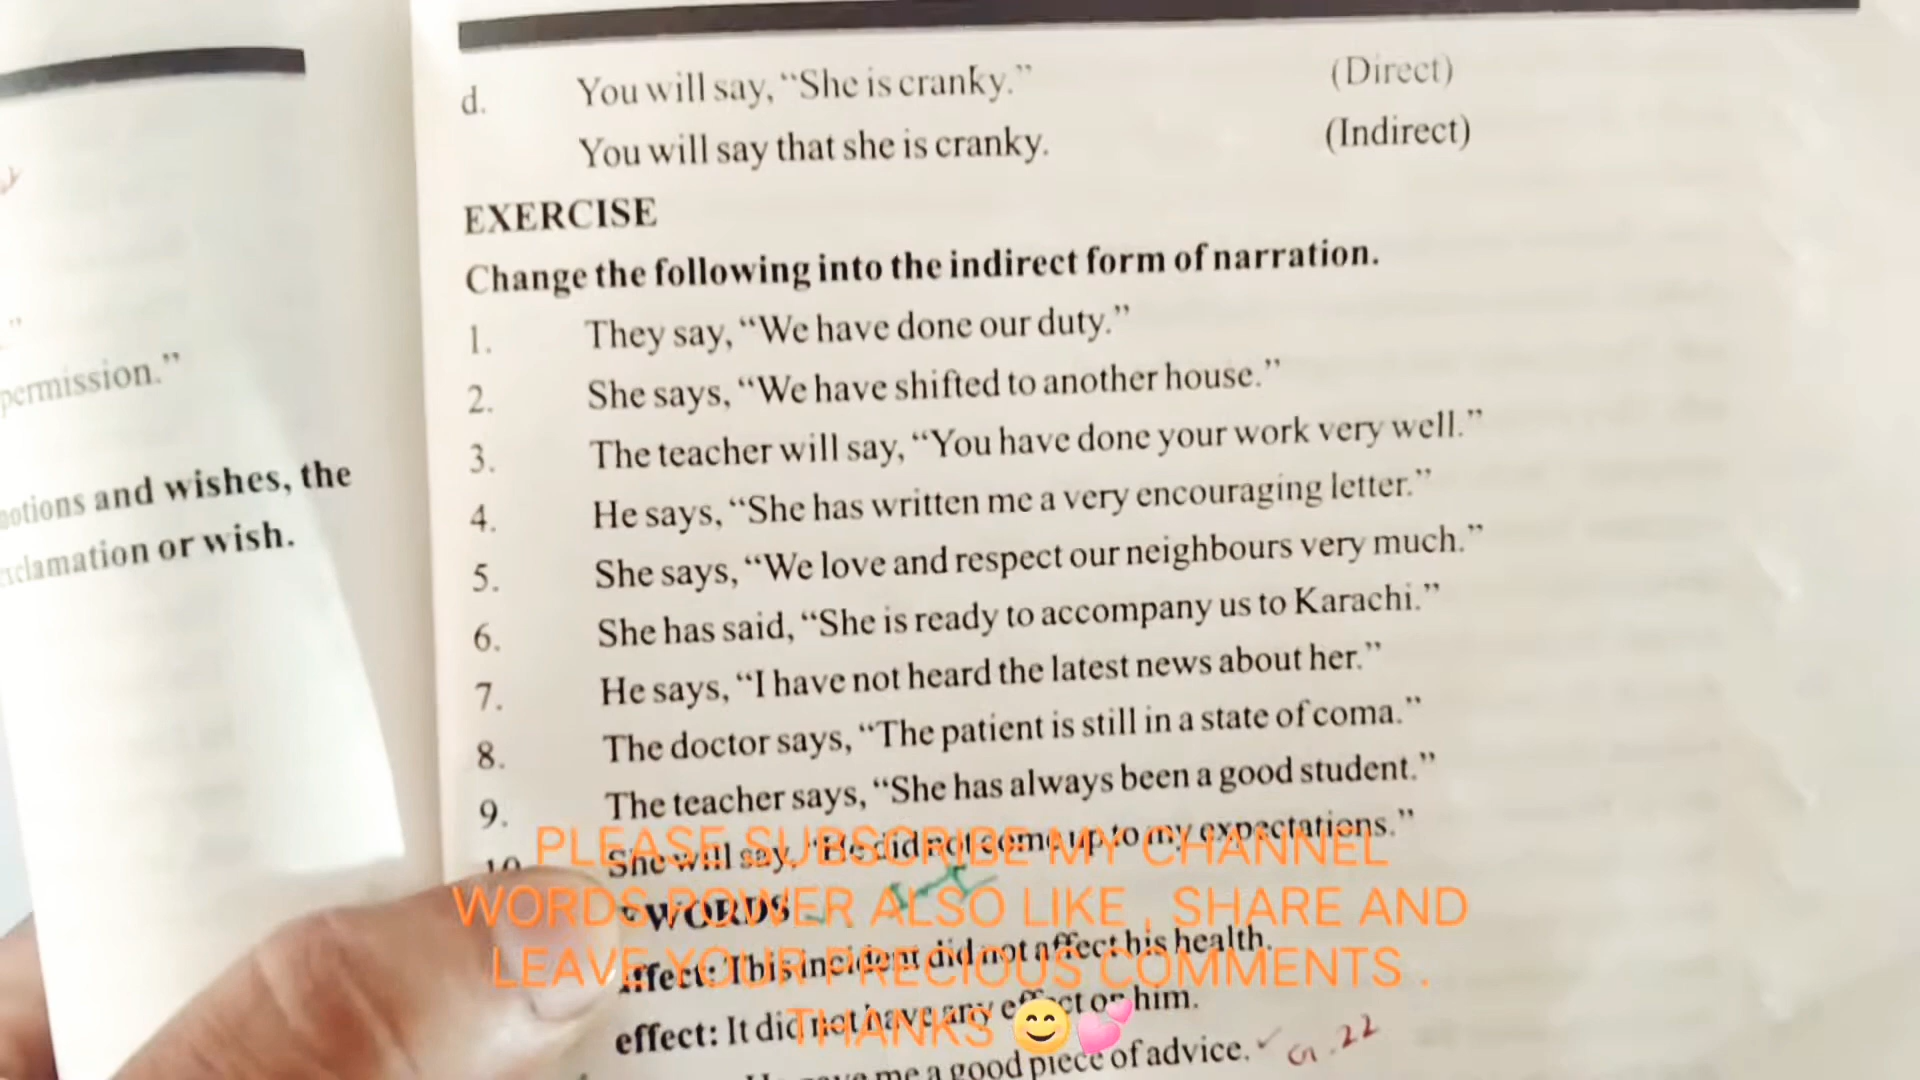 permission.”
and wishes, the
or wish.
d. You will say, “She is cranky.” (Direct)
You will say that she is cranky. (Indirect)
EXERCISE
Change the following into the indirect form of narration.
1. They say, “We have done our duty.”
2. She says, “We have shifted to another house.”
3. The teacher will say, “You have done your work very well.”
4. He says, “She has written me a very encouraging letter.”
5. She says, “We love and respect our neighbours very much.”
6. She has said, “She is ready to accompany us to Karachi.”
7. He says, “I have not heard the latest news about her.”
8. The doctor says, “The patient is still in a state of coma.”
9. The teacher says, “She has always been a good student.”
10 She will say, “He did not come up to my expectations.”
PLEASE SUBSCRIBE MY CHANNEL
WORDS POWER ALSO LIKE , SHARE AND
LEAVE YOUR PRECIOUS COMMENTS .
THANKS 😊💕
WORDS
ffect: This incident did not affect his health.
effect: It did not have any effect on him.
me a good piece of advice.
22